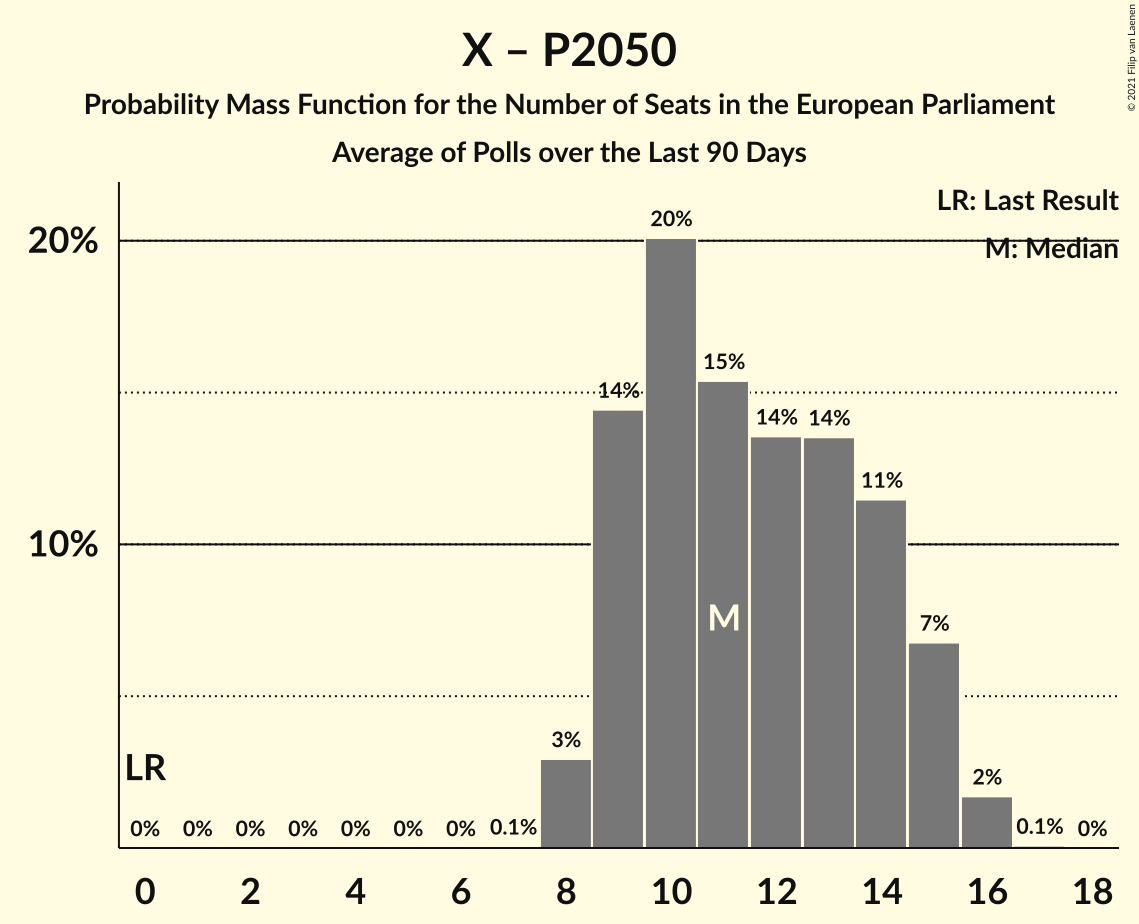 X – P2050
Probability Mass Function for the Number of Seats in the European Parliament
Average of Polls over the Last 90 Days
© 2021 Filip van Laenen
LR: Last Result
M: Median
20%
10%
20%
15%
14%
14% 14%
11%
7%
3%
2%
M
LR
0% 0% 0% 0% 0% 0% 0% 0.1% 0.1% 0%
0 2 4 6 8 10 12 14 16 18